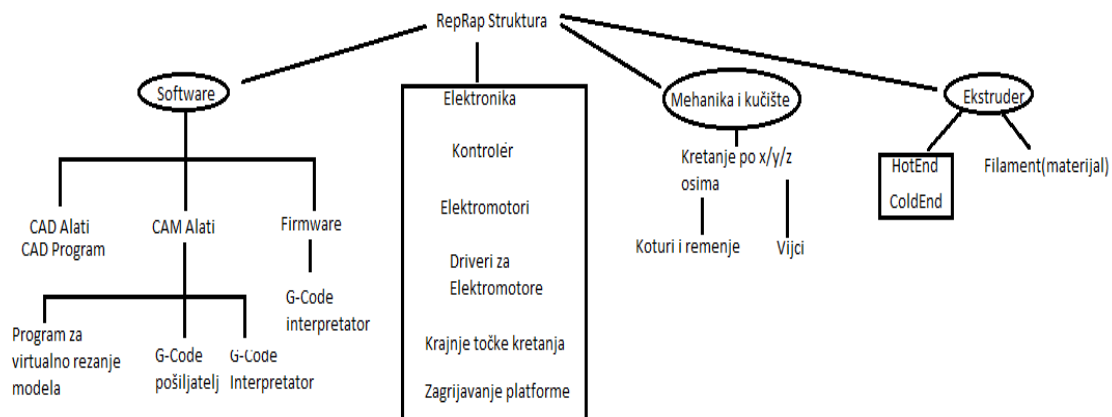 RepRap Struktura
Software
Elektronika
Mehanika i kučište
Ekstruder
Kontrolér
Kretanje po x/y/z
osima
HotEnd
ColdEnd
Filament(materijal)
CAD Alati
CAD Program
CAM Alati
Firmware
Elektromotori
Koturi i remenje
Vijci
Driveri za
Elektromotore
G-Code
interpretator
Program za
virtualno rezanje
modela
G-Code
pošiljatelj
G-Code
Interpretator
Krajnje točke kretanja
Zagrijavanje platforme